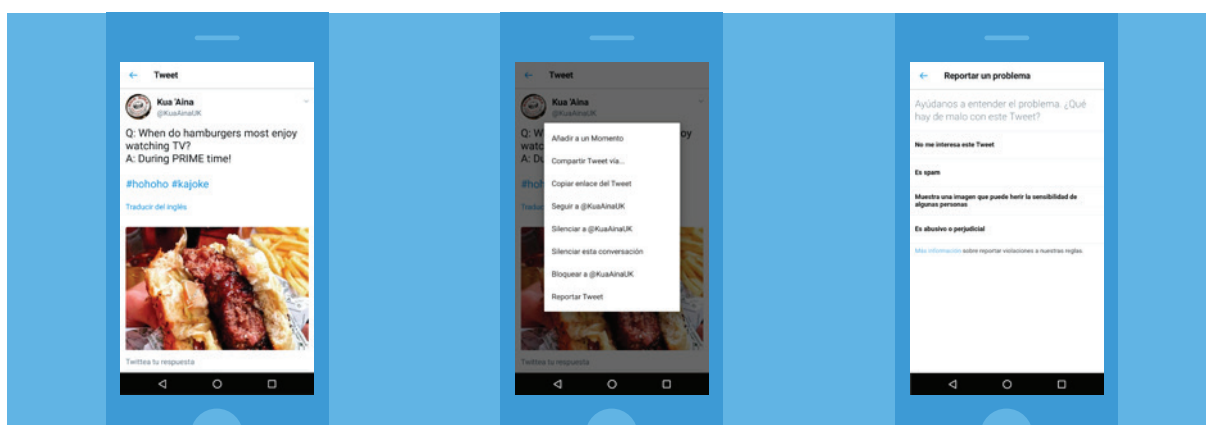 Tweet
Kua 'Aina
@KuaAinaUK
Q: When do hamburgers most enjoy
watching TV?
A: During PRIME time!
#hohoho #kajoke
Traducir del inglés
Twittea tu respuesta
Tweet
Kua 'Aina
@KuaAinaUK
Añadir a un Momento
Compartir Tweet vía...
Copiar enlace del Tweet
Seguir a @KuaAinaUK
Silenciar a @KuaAinaUK
Silenciar esta conversación
Bloquear a @KuaAinaUK
Reportar Tweet
Twittea tu respuesta
Reportar un problema
Ayúdanos a entender el problema. ¿Qué
hay de malo con este Tweet?
No me interesa este Tweet
Es spam
Muestra una imagen que puede herir la sensibilidad de
algunas personas
Es abusivo o perjudicial
Más información sobre reportar violaciones a nuestras reglas.